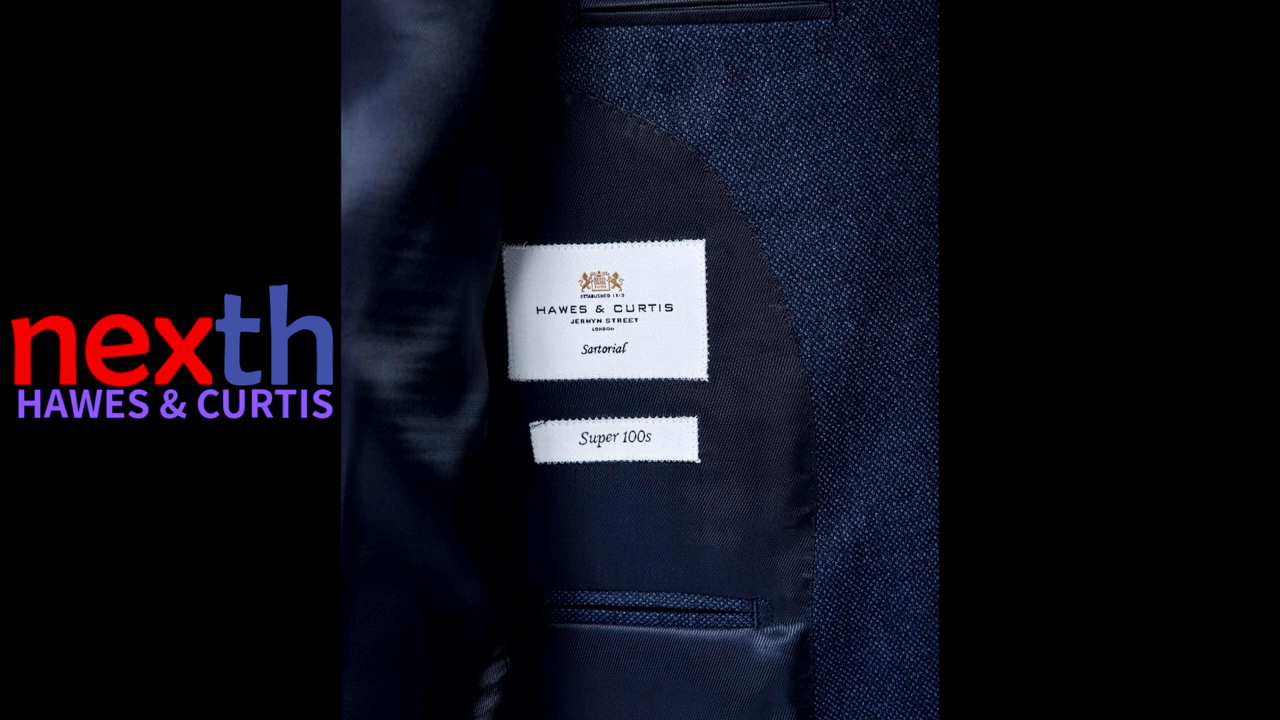 nexth
HAWES & CURTIS
ESTABLISHED 1913
HAWES & CURTIS
JERMYN STREET
LONDON
Sartorial
Super 100s